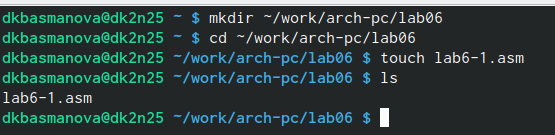 dkbasmanova@dk2n25 ~ $ mkdir ~/work/arch-pc/lab06
dkbasmanova@dk2n25 ~ $ cd ~/work/arch-pc/lab06
dkbasmanova@dk2n25 ~/work/arch-pc/lab06 $ touch lab6-1.asm
dkbasmanova@dk2n25 ~/work/arch-pc/lab06 $ ls
lab6-1.asm
dkbasmanova@dk2n25 ~/work/arch-pc/lab06 $